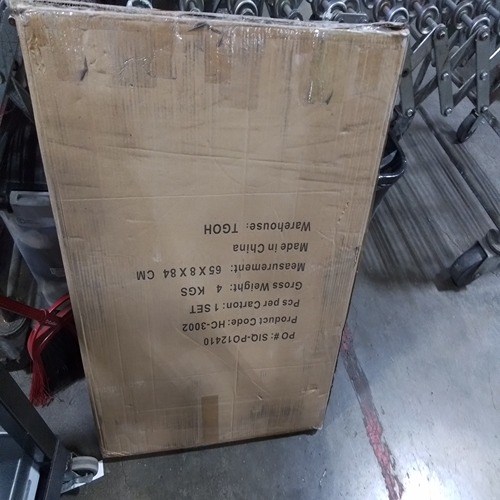 PO #: SIQ-PO12410
Product Code: HC-3002
Pcs per Carton: 1 SET
Gross Weight: 4 KGS
Measurement: 65 X 8 X 84 CM
Made in China
Warehouse: TGOH